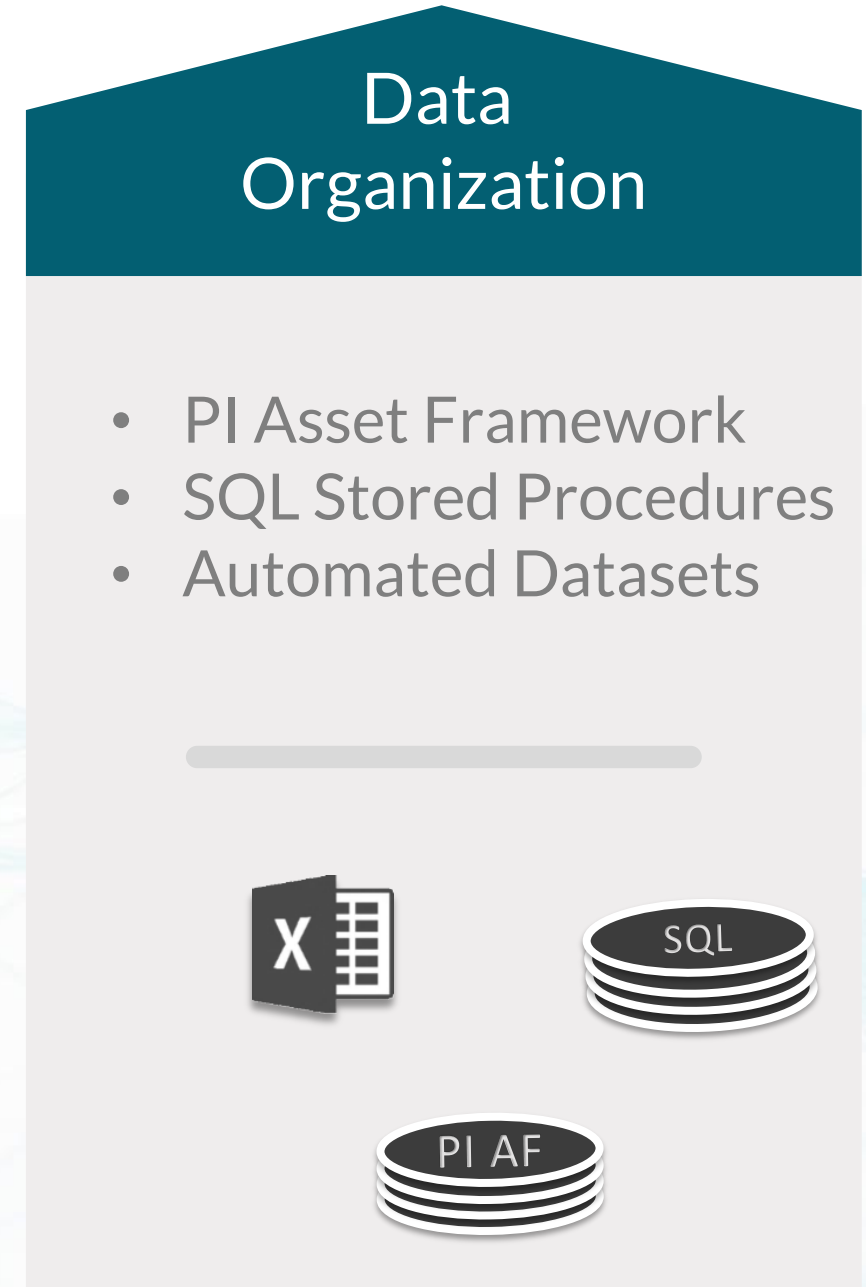 Data
Organization
• PI Asset Framework
• SQL Stored Procedures
• Automated Datasets
X
SQL
PI AF